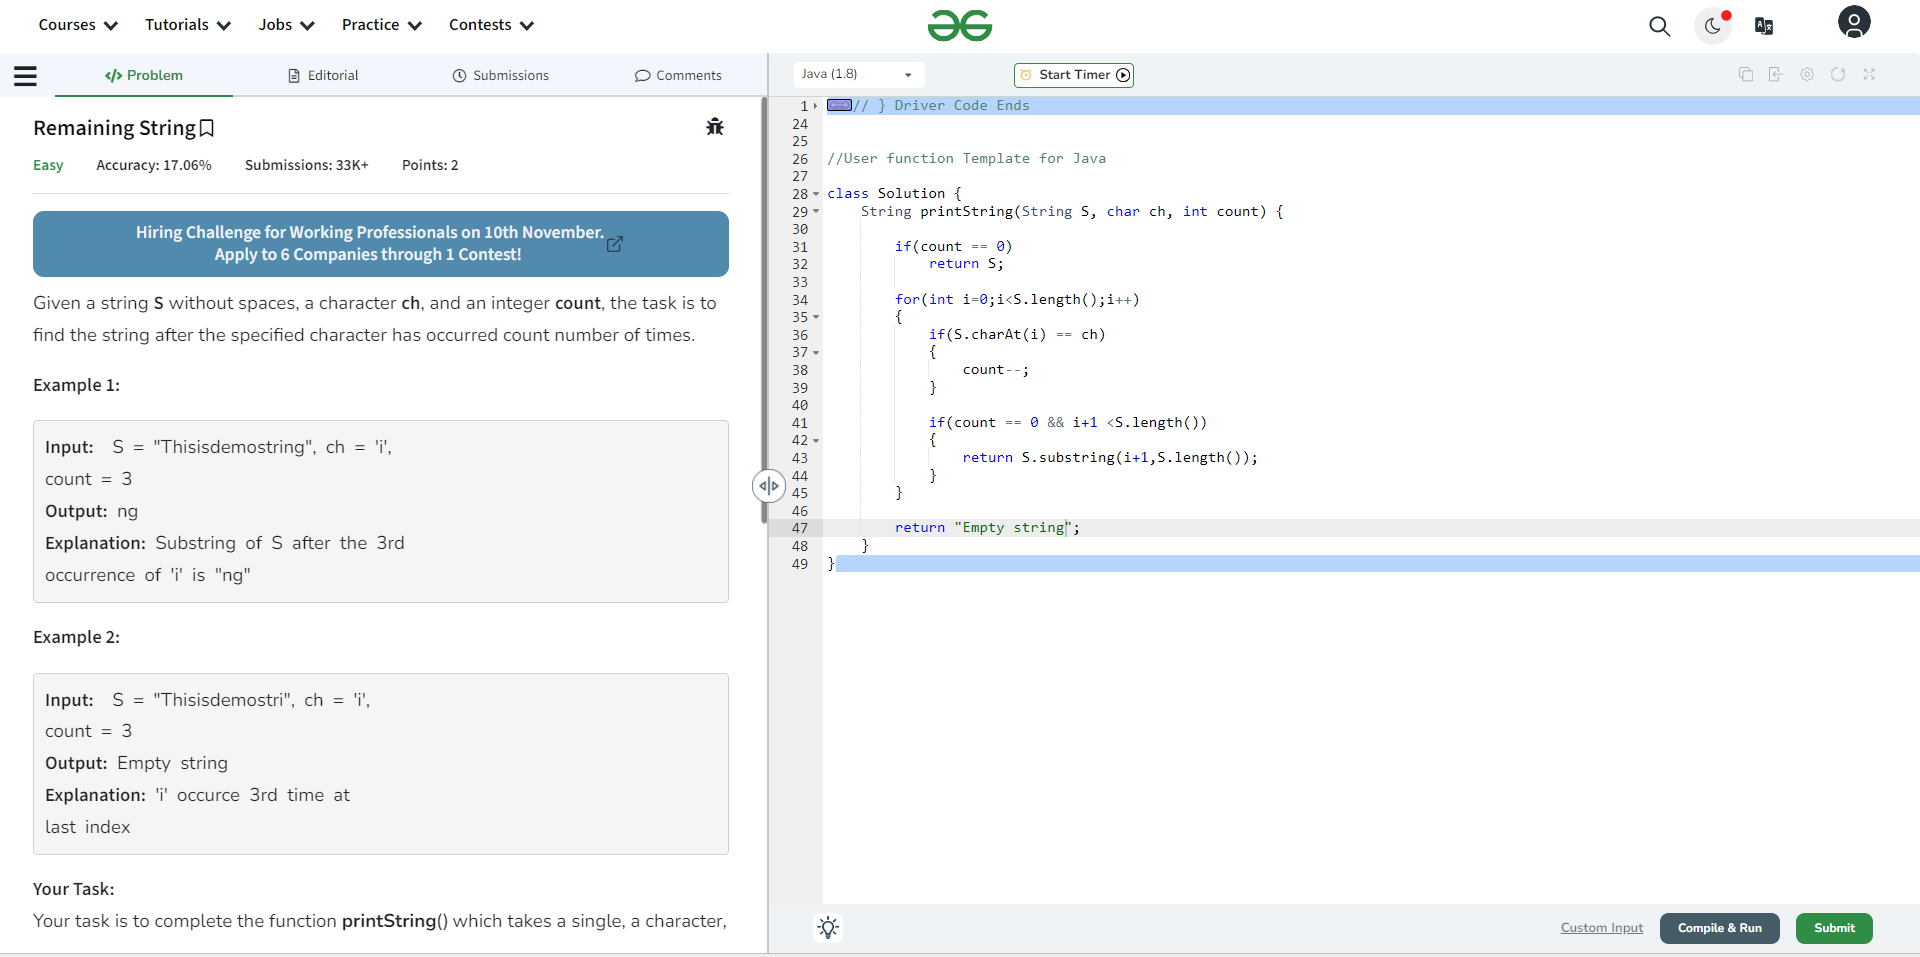 Courses Tutorials Jobs Practice Contests
</> Problem Editorial Submissions Comments
Java (1.8) Start Timer
Remaining String
Easy Accuracy: 17.06% Submissions: 33K+ Points: 2
Hiring Challenge for Working Professionals on 10th November.
Apply to 6 Companies through 1 Contest!
Given a string S without spaces, a character ch, and an integer count, the task is to
find the string after the specified character has occurred count number of times.
Example 1:
Input: S = "Thisisdemostring", ch = 'i',
count = 3
Output: ng
Explanation: Substring of S after the 3rd
occurrence of 'i' is "ng"
Example 2:
Input: S = "Thisisdemostri", ch = 'i',
count = 3
Output: Empty string
Explanation: 'i' occurce 3rd time at
last index
Your Task:
Your task is to complete the function printString() which takes a single, a character,
1 // } Driver Code Ends
24
25
26 //User function Template for Java
27
28 class Solution {
29 String printString(String S, char ch, int count) {
30
31 if(count == 0)
32 return S;
33
34 for(int i=0;i<S.length();i++)
35 {
36 if(S.charAt(i) == ch)
37 {
38 count--;
39 }
40
41 if(count == 0 && i+1 <S.length())
42 {
43 return S.substring(i+1,S.length());
44 }
45 }
46
47 return "Empty string";
48 }
49 }
Custom Input Compile & Run Submit